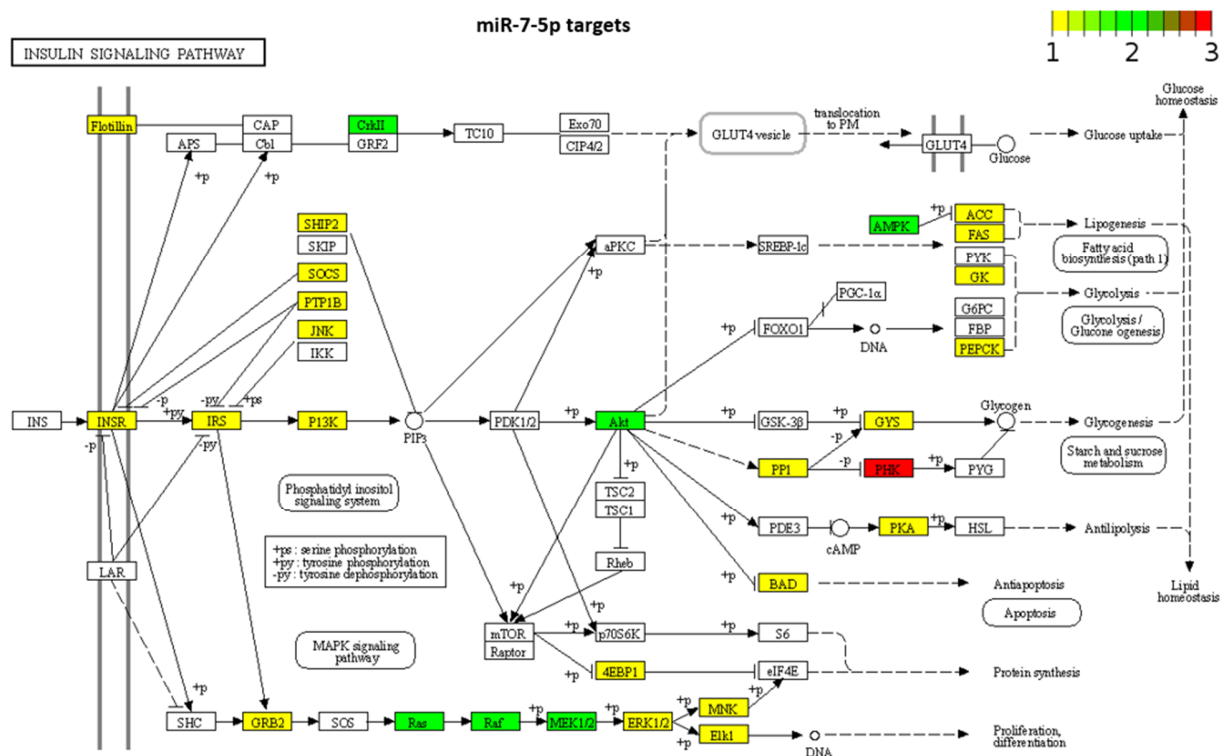 miR-7-5p targets
1 2 3
INSULIN SIGNALING PATHWAY
Glucose
homeostasis
Flotillin
CAP
Cbl
APS
CrkII
GRF2
TC10
Exo70
CIP4/2
GLUT4 vesicle
translocation
to PM
GLUT4
Glucose
Glucose uptake
+p
+p
SHIP2
SKIP
SOCS
PTP1B
JNK
IKK
aPKC
+p
SREBP-1c
AMPK
+p
ACC
FAS
PYK
GK
G6PC
FBP
PEPCK
Lipogenesis
Fatty acid
biosynthesis (path 1)
Glycolysis
Glycolysis /
Glucone ogenesis
PGC-1α
+p
FOXO1
DNA
-p
-py
+ps
INS
INSR
+py
IRS
P13K
PIP3
PDK1/2
+p
Akt
+p
GSK-3β
+p
GYS
Glycogen
Glycogenesis
-p
-py
Starch and sucrose
metabolism
-p
PP1
-p
PHK
+p
PYG
Phosphatidyl inositol
signaling system
+p
TSC2
TSC1
+p
PDE3
cAMP
PKA
+p
HSL
Antilipolysis
+ps : serine phosphorylation
+py : tyrosine phosphorylation
-py : tyrosine dephosphorylation
LAR
Rheb
+p
+p
BAD
Antiapoptosis
Apoptosis
Lipid
homeostasis
+p
mTOR
Raptor
+p
p70S6K
+p
S6
MAPK signaling
pathway
+p
4EBP1
eIF4E
Protein synthesis
+p
SHC
GRB2
SOS
Ras
Raf
+p
MEK1/2
+p
ERK1/2
+p
MNK
+p
+p
Elk1
DNA
Proliferation,
differentiation